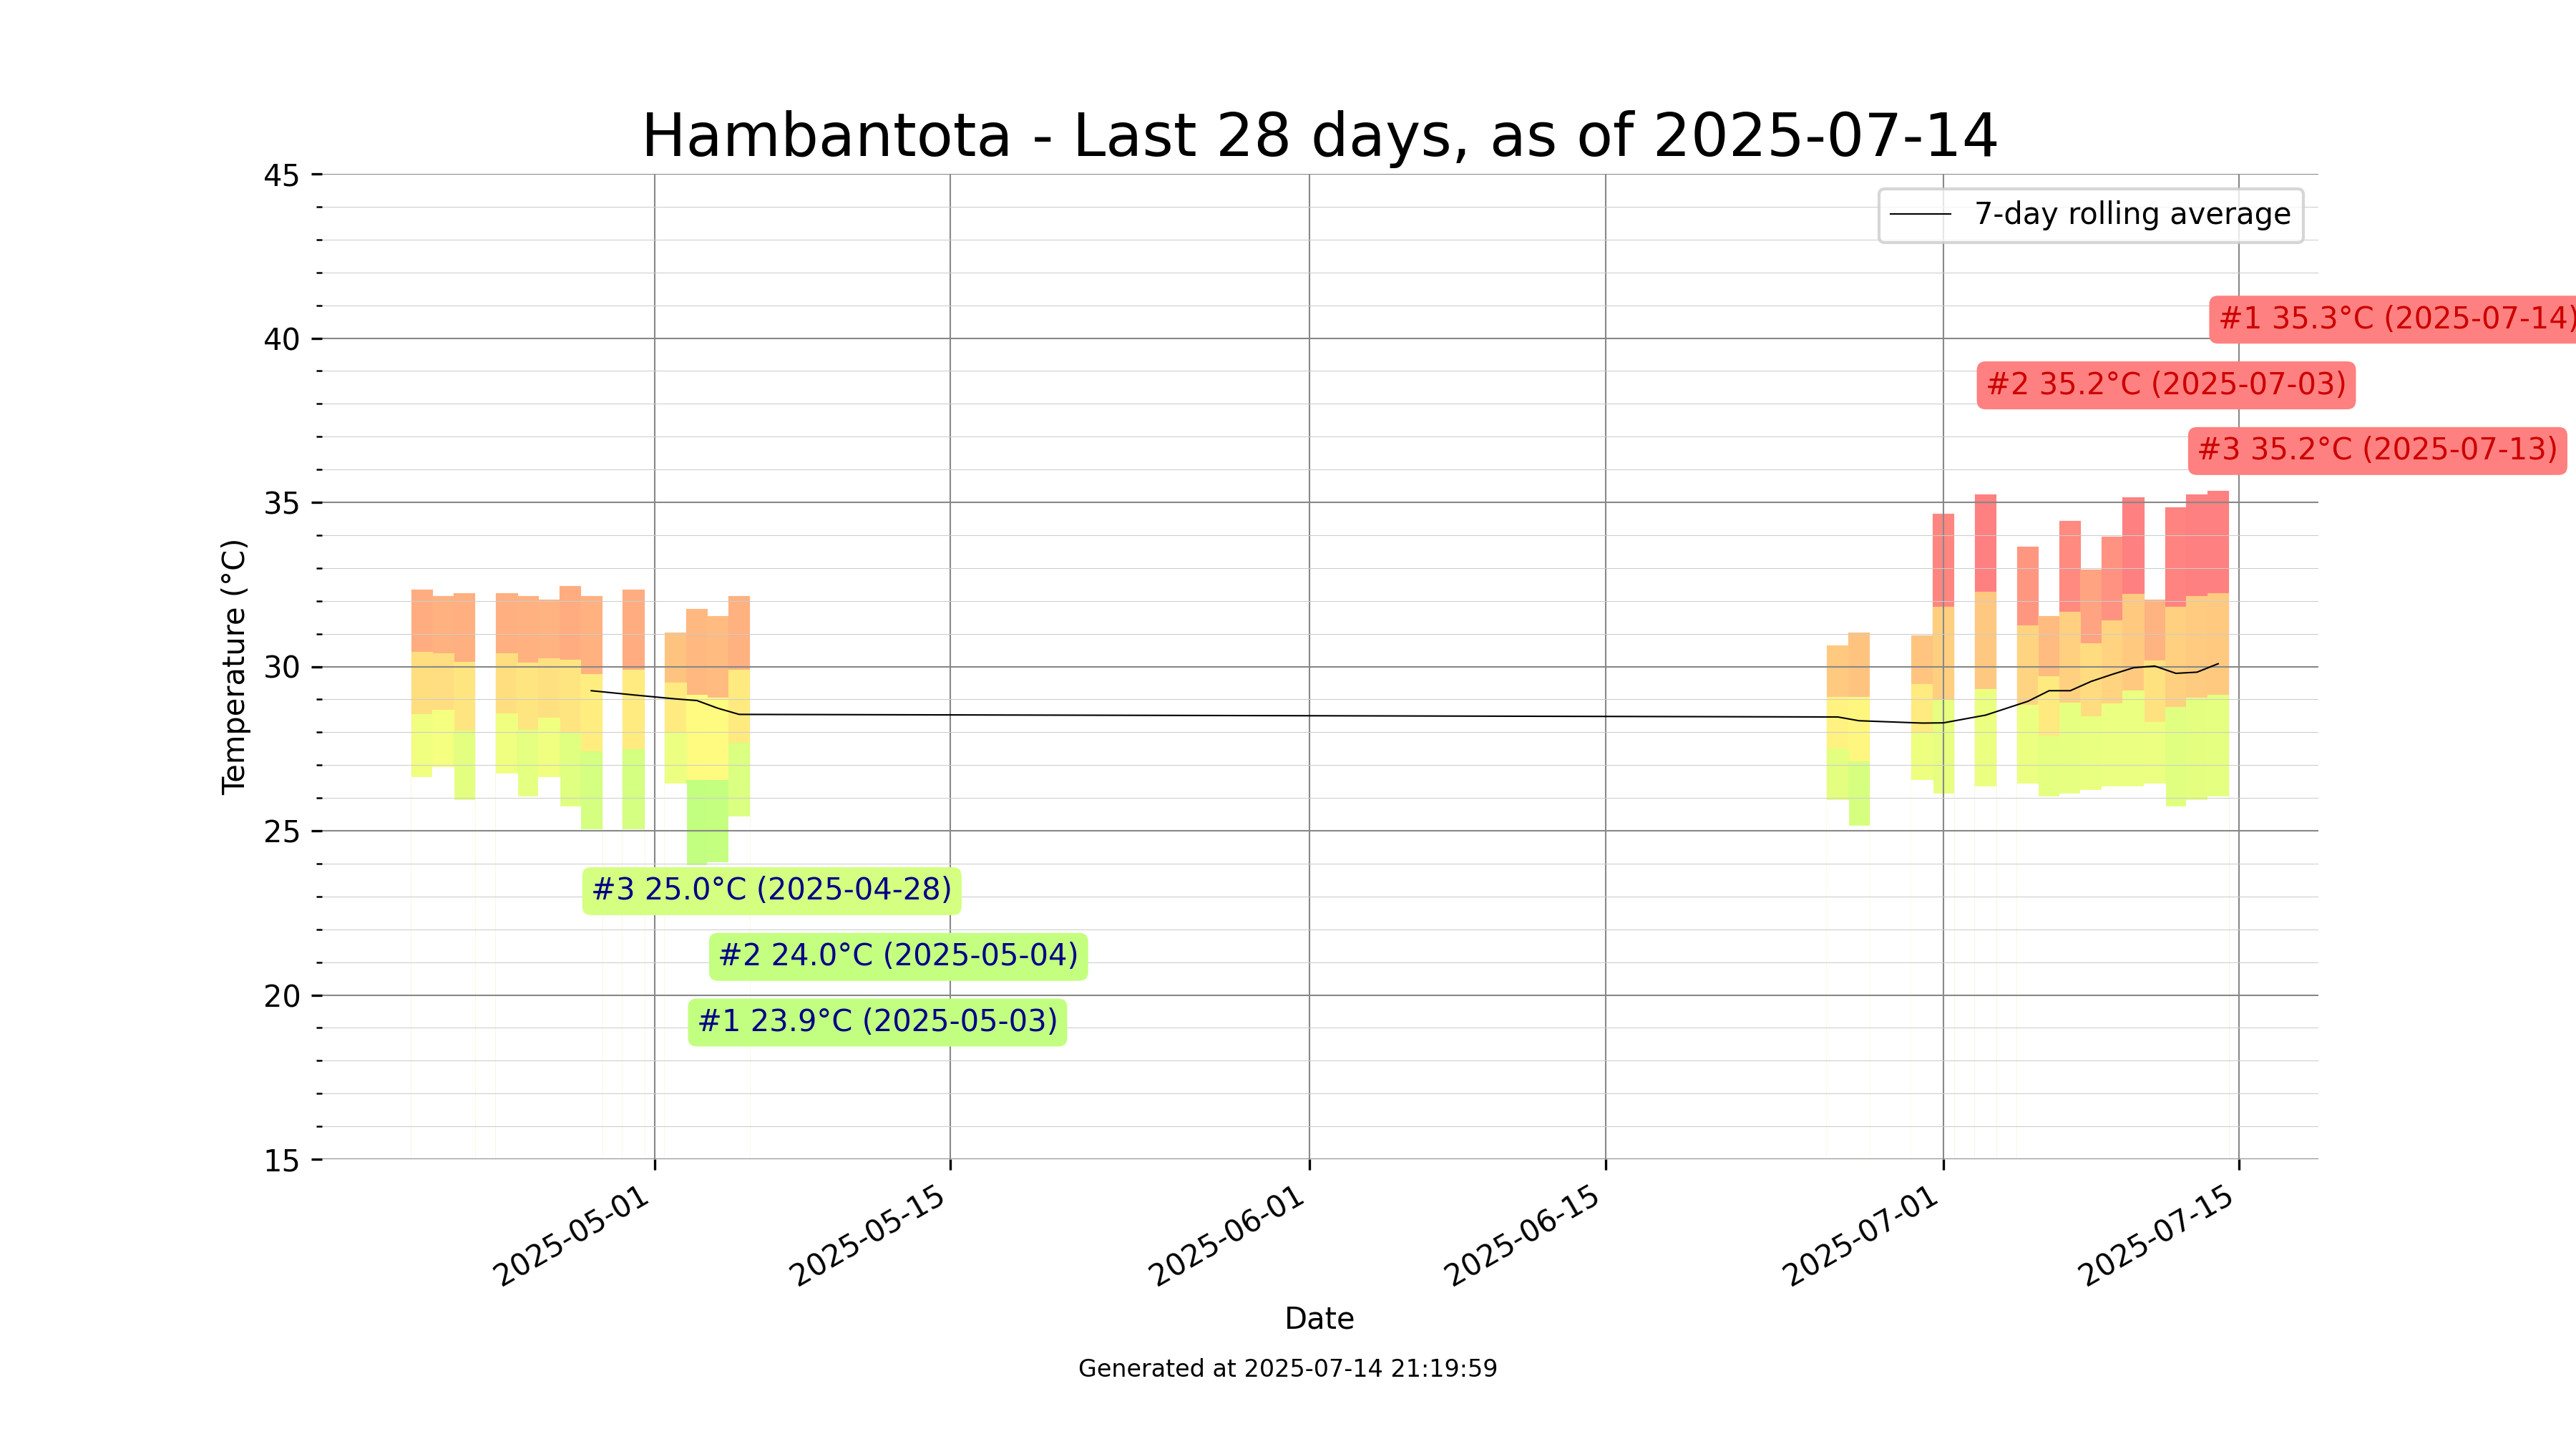 Hambantota - Last 28 days, as of 2025-07-14
7-day rolling average
45
40
35
30
25
20
15
Temperature (°C)
#1 35.3°C (2025-07-14)
#2 35.2°C (2025-07-03)
#3 35.2°C (2025-07-13)
#3 25.0°C (2025-04-28)
#2 24.0°C (2025-05-04)
#1 23.9°C (2025-05-03)
2025-05-01
2025-05-15
2025-06-01
2025-06-15
2025-07-01
2025-07-15
Date
Generated at 2025-07-14 21:19:59